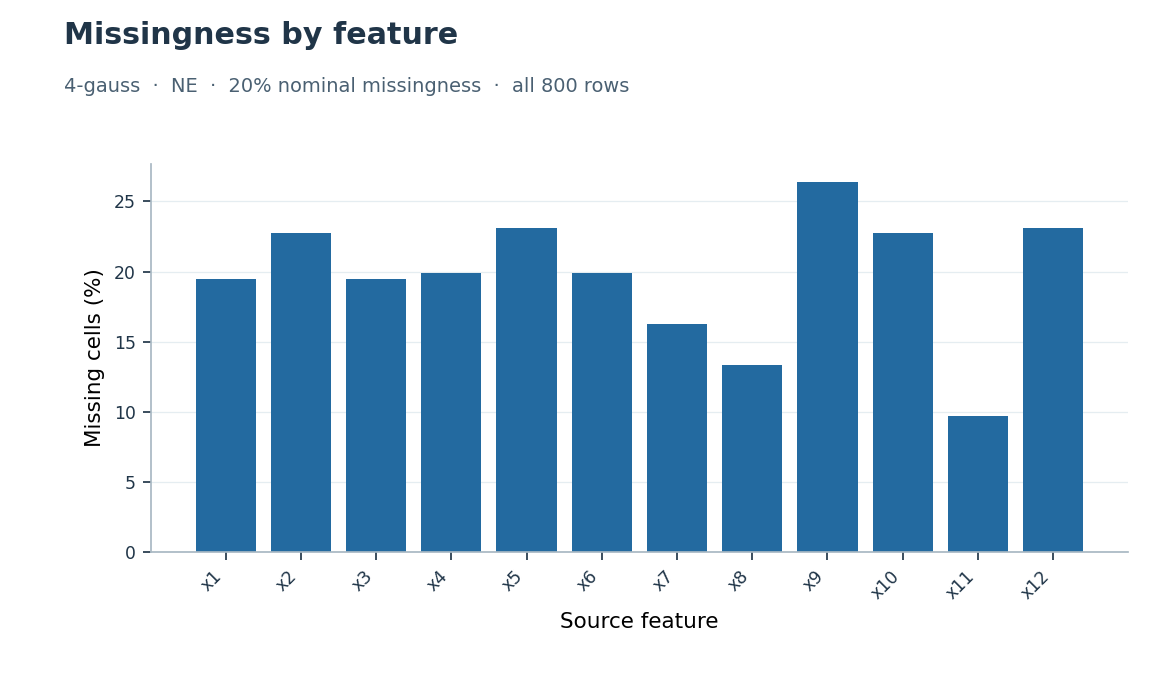 Missingness by feature
4-gauss · NE · 20% nominal missingness · all 800 rows
Missing cells (%)
25
20
15
10
5
0
x1 x2 x3 x4 x5 x6 x7 x8 x9 x10 x11 x12
Source feature